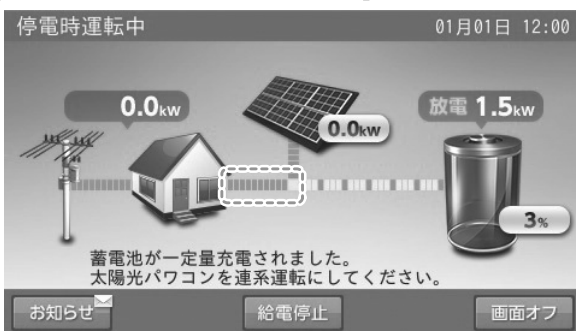 停電時運転中
01月01日 12:00
0.0kW
0.0kW
放電 1.5kW
3%
蓄電池が一定量充電されました。
太陽光パワコンを連系運転にしてください。
お知らせ
給電停止
画面オフ